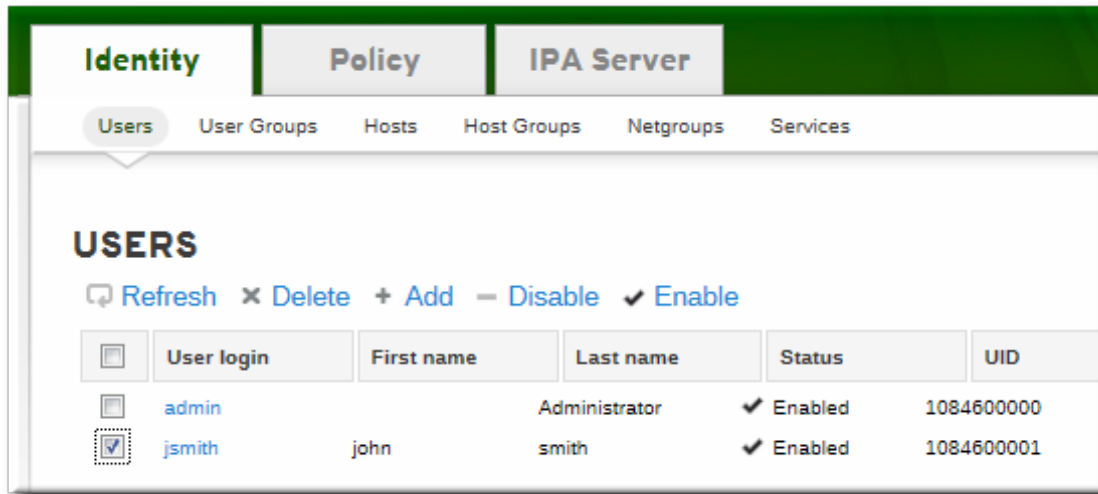 Identity Policy IPA Server
Users User Groups Hosts Host Groups Netgroups Services
USERS
Refresh Delete Add Disable Enable
User login First name Last name Status UID
admin Administrator Enabled 1084600000
jsmith john smith Enabled 1084600001